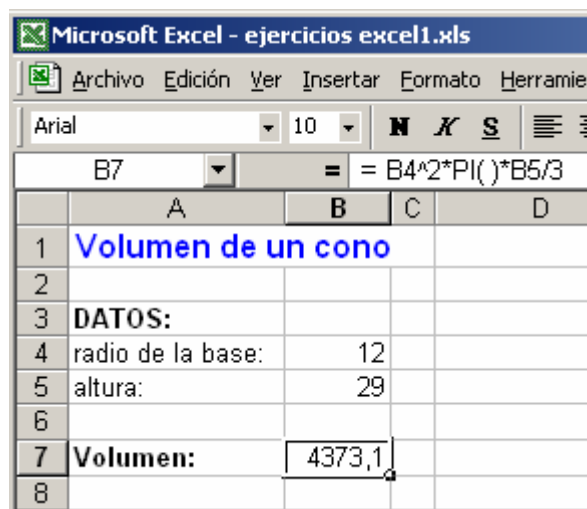 Microsoft Excel - ejercicios excel1.xls
Archivo Edición Ver Insertar Formato Herramie
Arial 10 N K S
B7 = = B4^2*PI( )*B5/3
A B C D
1 Volumen de un cono
2
3 DATOS:
4 radio de la base: 12
5 altura: 29
6
7 Volumen: 4373,1
8